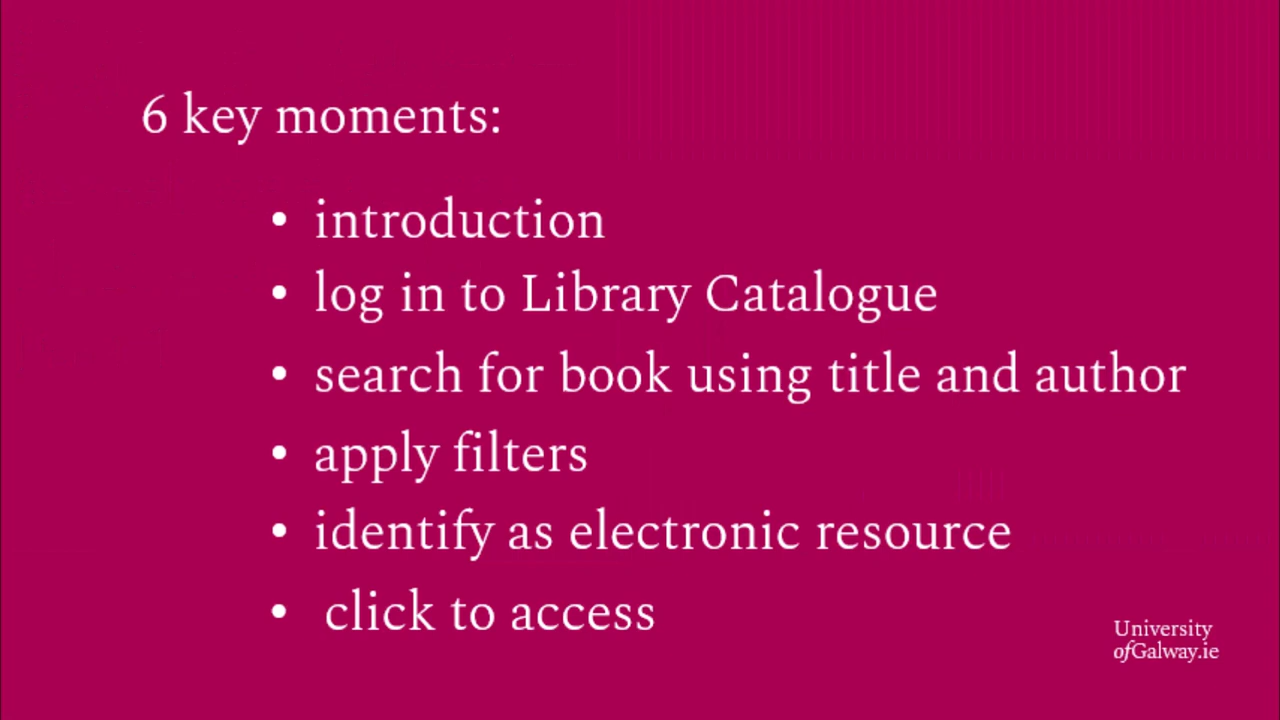 6 key moments:
• introduction
• log in to Library Catalogue
• search for book using title and author
• apply filters
• identify as electronic resource
• click to access
University
ofGalway.ie